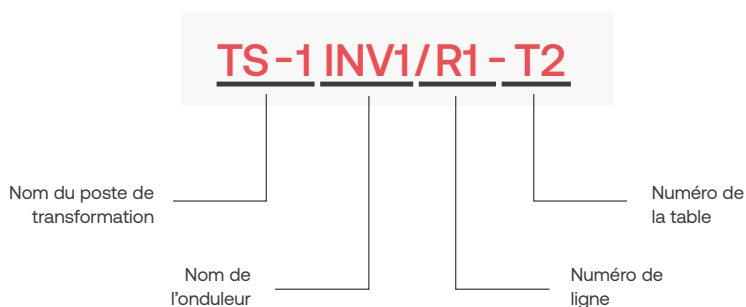 TS-1 INV1/R1-T2
Nom du poste de
transformation
Numéro de
la table
Nom de
l'onduleur
Numéro de
ligne